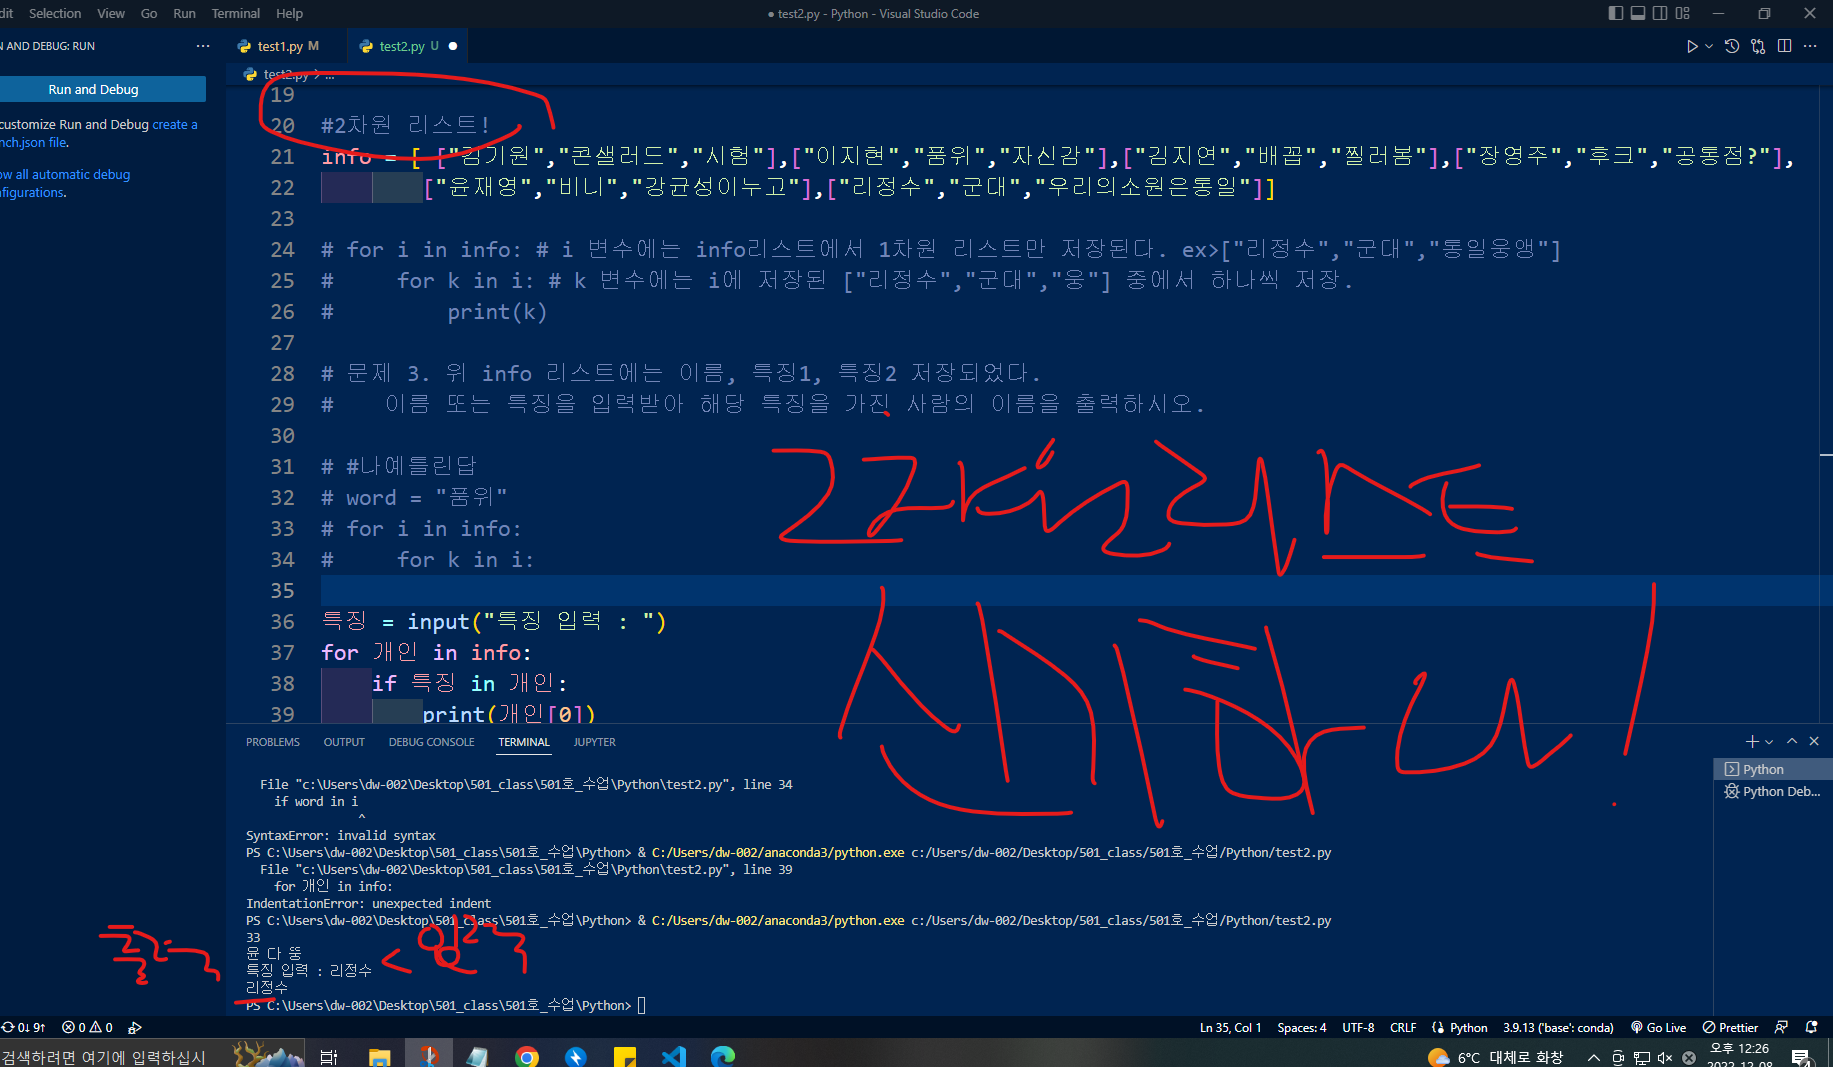 dit Selection View Go Run Terminal Help
● test2.py - Python - Visual Studio Code
N AND DEBUG: RUN ···
test1.py M
test2.py U ●
test2.py > ...
Run and Debug
customize Run and Debug create a
nch.json file.
ow all automatic debug
nfigurations.
19
20 #2차원 리스트!
21 info = [ ["김기원","콘샐러드","시험"],["이지현","품위","자신감"],["김지연","배꼽","찔러봄"],["장영주","후크","공통점?"],
22 ["윤재영","비니","강균성이누고"],["리정수","군대","우리의소원은통일"]]
23
24 # for i in info: # i 변수에는 info리스트에서 1차원 리스트만 저장된다. ex>["리정수","군대","통일웅앵"]
25 # for k in i: # k 변수에는 i에 저장된 ["리정수","군대","웅"] 중에서 하나씩 저장.
26 # print(k)
27
28 # 문제 3. 위 info 리스트에는 이름, 특징1, 특징2 저장되었다.
29 # 이름 또는 특징을 입력받아 해당 특징을 가진 사람의 이름을 출력하시오.
30
31 # #나예틀린답
32 # word = "품위"
33 # for i in info:
34 # for k in i:
35
36 특징 = input("특징 입력 : ")
37 for 개인 in info:
38 if 특징 in 개인:
39 print(개인[0])
2차원 리스트
신기하네!
PROBLEMS OUTPUT DEBUG CONSOLE TERMINAL JUPYTER
File "c:\Users\dw-002\Desktop\501_class\501호_수업\Python\test2.py", line 34
if word in i
^
SyntaxError: invalid syntax
PS C:\Users\dw-002\Desktop\501_class\501호_수업\Python> & C:/Users/dw-002/anaconda3/python.exe c:/Users/dw-002/Desktop/501_class/501호_수업/Python/test2.py
File "c:\Users\dw-002\Desktop\501_class\501호_수업\Python\test2.py", line 39
for 개인 in info:
IndentationError: unexpected indent
PS C:\Users\dw-002\Desktop\501_class\501호_수업\Python> & C:/Users/dw-002/anaconda3/python.exe c:/Users/dw-002/Desktop/501_class/501호_수업/Python/test2.py
33
윤 다 뚱
특징 입력 : 리정수
< 입력
출력
리정수
PS C:\Users\dw-002\Desktop\501_class\501호_수업\Python>
Python
Python Deb...
0↓ 9↑ 0 0
Ln 35, Col 1 Spaces: 4 UTF-8 CRLF Python 3.9.13 ('base': conda) Go Live Prettier
검색하려면 여기에 입력하십시
6°C 대체로 화창
오후 12:26
2022-12-08